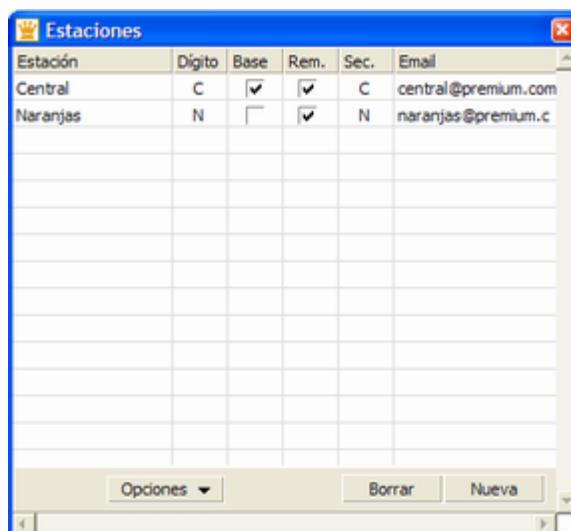 Estaciones
Estación Dígito Base Rem. Sec. Email
Central C C central@premium.com
Naranjas N N naranjas@premium.c
Opciones Borrar Nueva